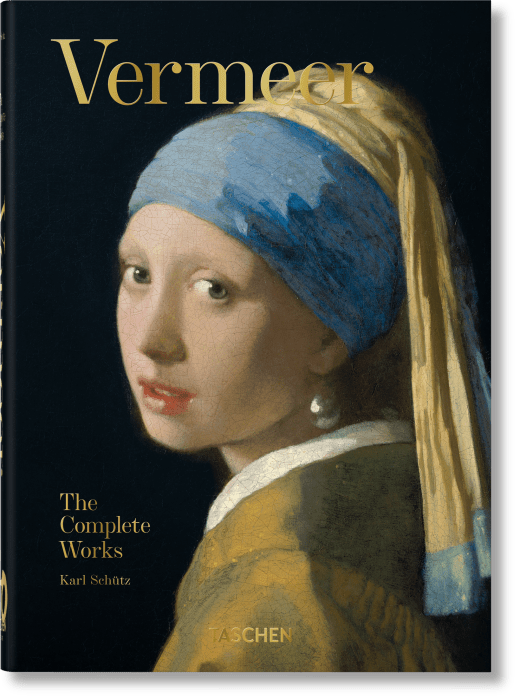 Vermeer
The
Complete
Works
Karl Schütz
TASCHEN